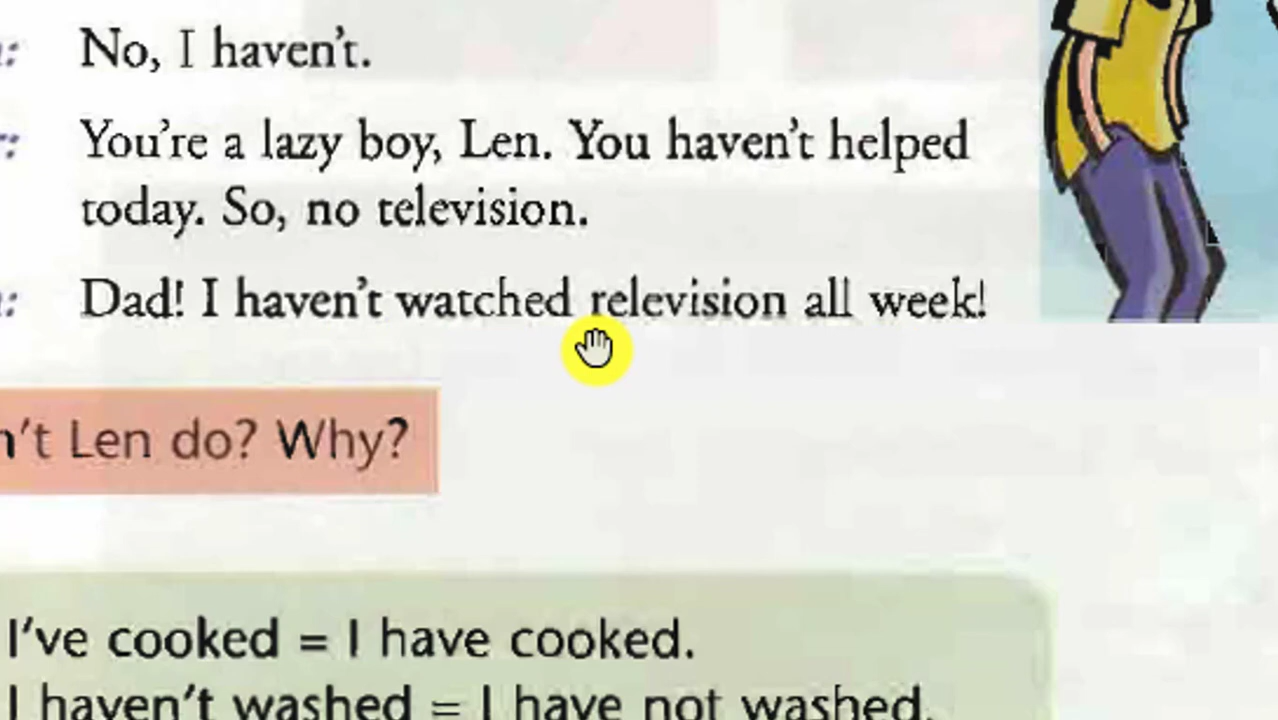 n: No, I haven't.
r: You're a lazy boy, Len. You haven't helped
today. So, no television.
n: Dad! I haven't watched television all week!
n't Len do? Why?
I've cooked = I have cooked.
I haven't washed = I have not washed.